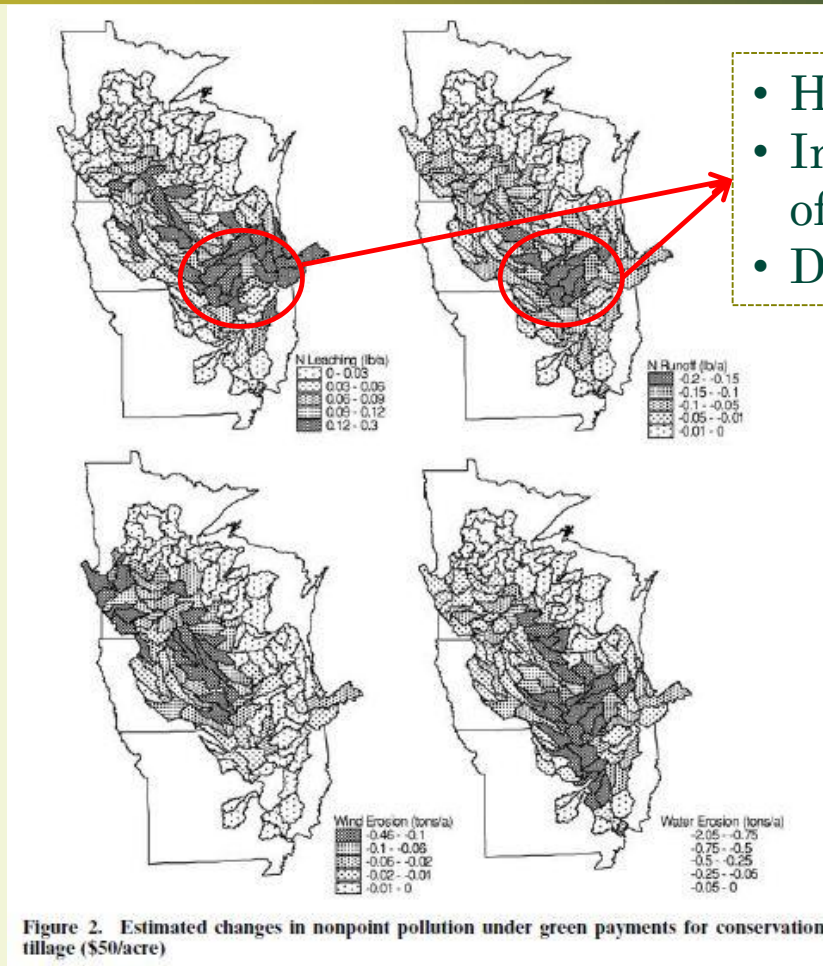 • H
• Ir
of
• D
N Leaching (lb/a)
0 - 0.03
0.03 - 0.06
0.06 - 0.09
0.09 - 0.12
0.12 - 0.3
N Runoff (lb/a)
-0.2 - -0.15
-0.15 - -0.1
-0.1 - -0.05
-0.05 - -0.01
-0.01 - 0
Wind Erosion (tons/a)
-0.46 - -0.1
-0.1 - -0.06
-0.06 - -0.02
-0.02 - -0.01
-0.01 - 0
Water Erosion (tons/a)
-2.05 - -0.75
-0.75 - -0.5
-0.5 - -0.25
-0.25 - -0.05
-0.05 - 0
Figure 2. Estimated changes in nonpoint pollution under green payments for conservation
tillage ($50/acre)